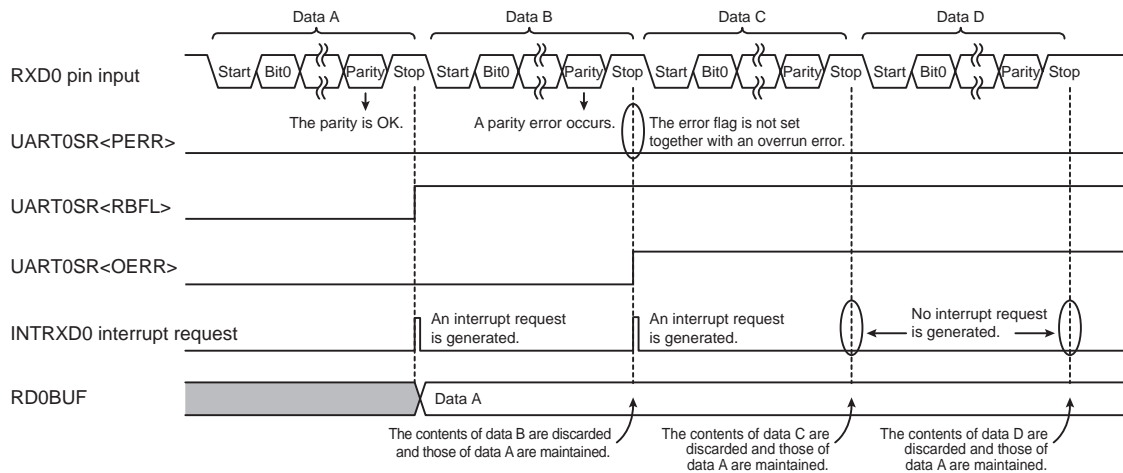 Data A Data B Data C Data D
RXD0 pin input
Start Bit0 Parity Stop Start Bit0 Parity Stop Start Bit0 Parity Stop Start Bit0 Parity Stop
The parity is OK.
A parity error occurs.
The error flag is not set
together with an overrun error.
UART0SR<PERR>
UART0SR<RBFL>
UART0SR<OERR>
INTRXD0 interrupt request
An interrupt request
is generated.
An interrupt request
is generated.
No interrupt request
is generated.
RD0BUF
Data A
The contents of data B are discarded
and those of data A are maintained.
The contents of data C are
discarded and those of
data A are maintained.
The contents of data D are
discarded and those of
data A are maintained.